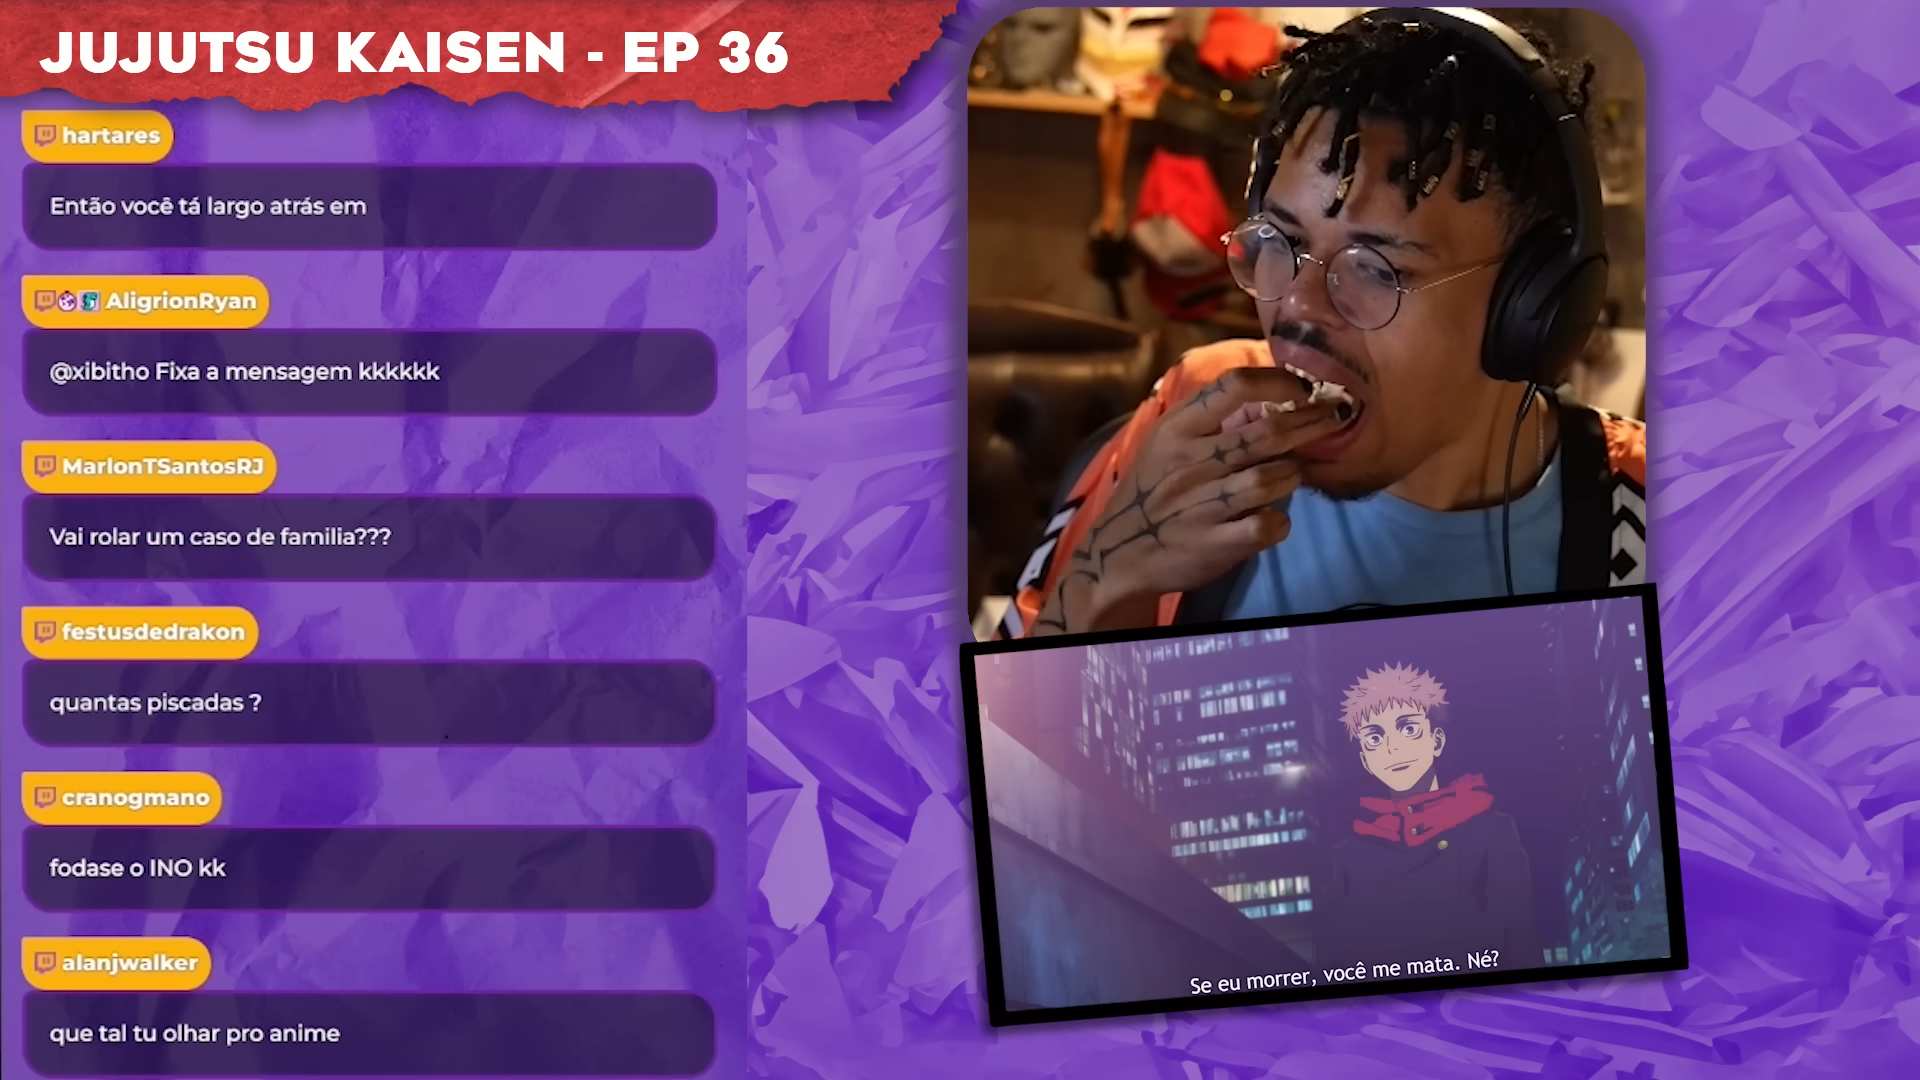 JUJUTSU KAISEN - EP 36
hartares
Então você tá largo atrás em
AligrionRyan
@xibitho Fixa a mensagem kkkkkk
MarlonTSantosRJ
Vai rolar um caso de familia???
festusdedrakon
quantas piscadas ?
cranogmano
fodase o INO kk
alanjwalker
que tal tu olhar pro anime
Se eu morrer, você me mata. Né?